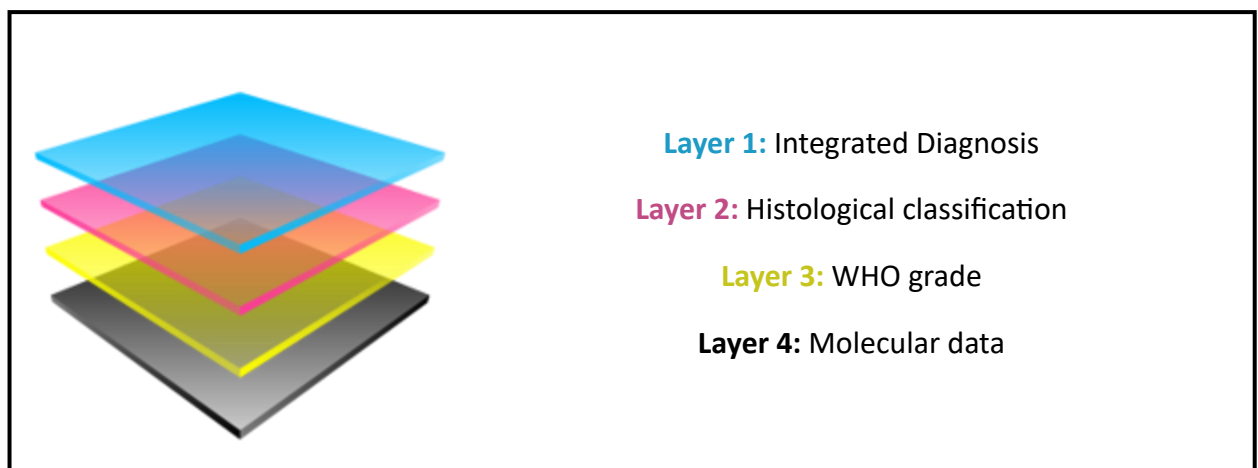 Layer 1: Integrated Diagnosis
Layer 2: Histological classification
Layer 3: WHO grade
Layer 4: Molecular data